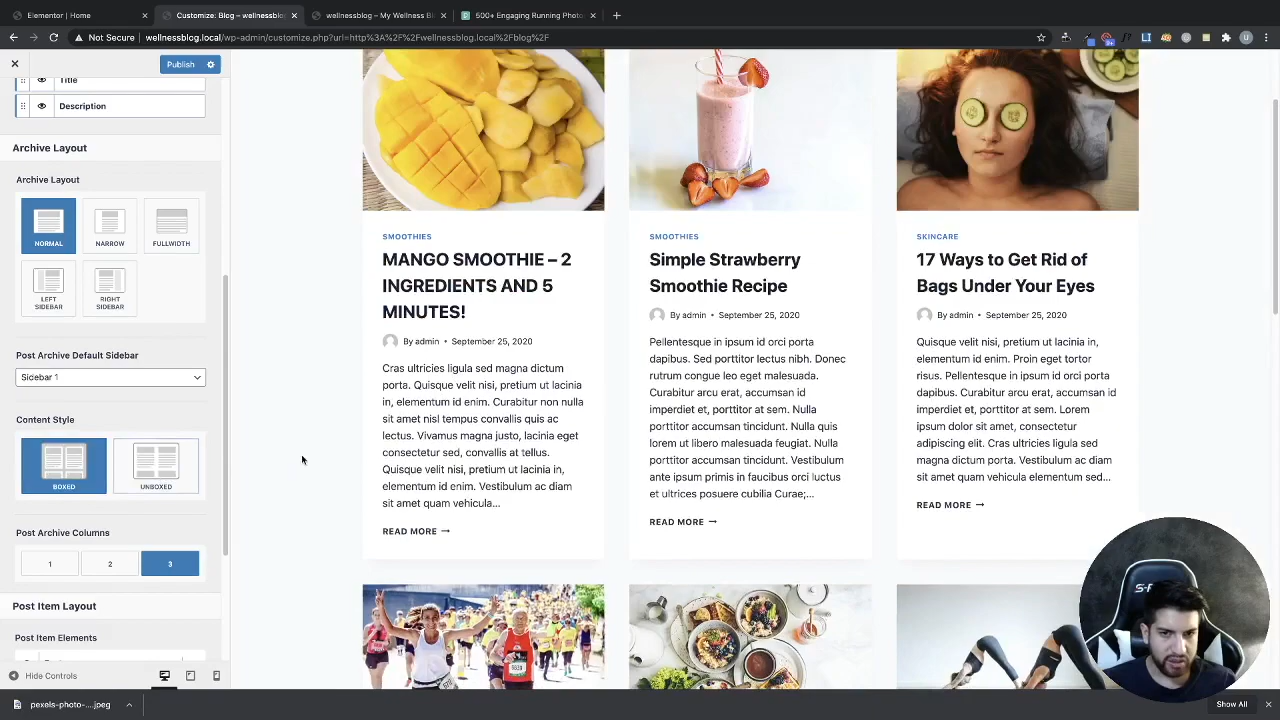 Elementor | Home
Customize: Blog – wellnessblog
wellnessblog – My Wellness Bl
500+ Engaging Running Photo
Not Secure
wellnessblog.local/wp-admin/customize.php?url=http%3A%2F%2Fwellnessblog.local%2Fblog%2F
Publish
Title
Description
Archive Layout
Archive Layout
NORMAL
NARROW
FULLWIDTH
LEFT
SIDEBAR
RIGHT
SIDEBAR
Post Archive Default Sidebar
Sidebar 1
Content Style
BOXED
UNBOXED
Post Archive Columns
1
2
3
Post Item Layout
Post Item Elements
Hide Controls
SMOOTHIES
MANGO SMOOTHIE – 2
INGREDIENTS AND 5
MINUTES!
By admin • September 25, 2020
Cras ultricies ligula sed magna dictum
porta. Quisque velit nisi, pretium ut lacinia
in, elementum id enim. Curabitur non nulla
sit amet nisl tempus convallis quis ac
lectus. Vivamus magna justo, lacinia eget
consectetur sed, convallis at tellus.
Quisque velit nisi, pretium ut lacinia in,
elementum id enim. Vestibulum ac diam
sit amet quam vehicula...
READ MORE →
SMOOTHIES
Simple Strawberry
Smoothie Recipe
By admin • September 25, 2020
Pellentesque in ipsum id orci porta
dapibus. Sed porttitor lectus nibh. Donec
rutrum congue leo eget malesuada.
Curabitur arcu erat, accumsan id
imperdiet et, porttitor at sem. Nulla
porttitor accumsan tincidunt. Nulla quis
lorem ut libero malesuada feugiat. Nulla
porttitor accumsan tincidunt. Vestibulum
ante ipsum primis in faucibus orci luctus
et ultrices posuere cubilia Curae;...
READ MORE →
SKINCARE
17 Ways to Get Rid of
Bags Under Your Eyes
By admin • September 25, 2020
Quisque velit nisi, pretium ut lacinia in,
elementum id enim. Proin eget tortor
risus. Pellentesque in ipsum id orci porta
dapibus. Curabitur arcu erat, accumsan id
imperdiet et, porttitor at sem. Lorem
ipsum dolor sit amet, consectetur
adipiscing elit. Cras ultricies ligula sed
magna dictum porta. Vestibulum ac diam
sit amet quam vehicula elementum sed...
READ MORE →
pexels-photo-....jpeg
Show All